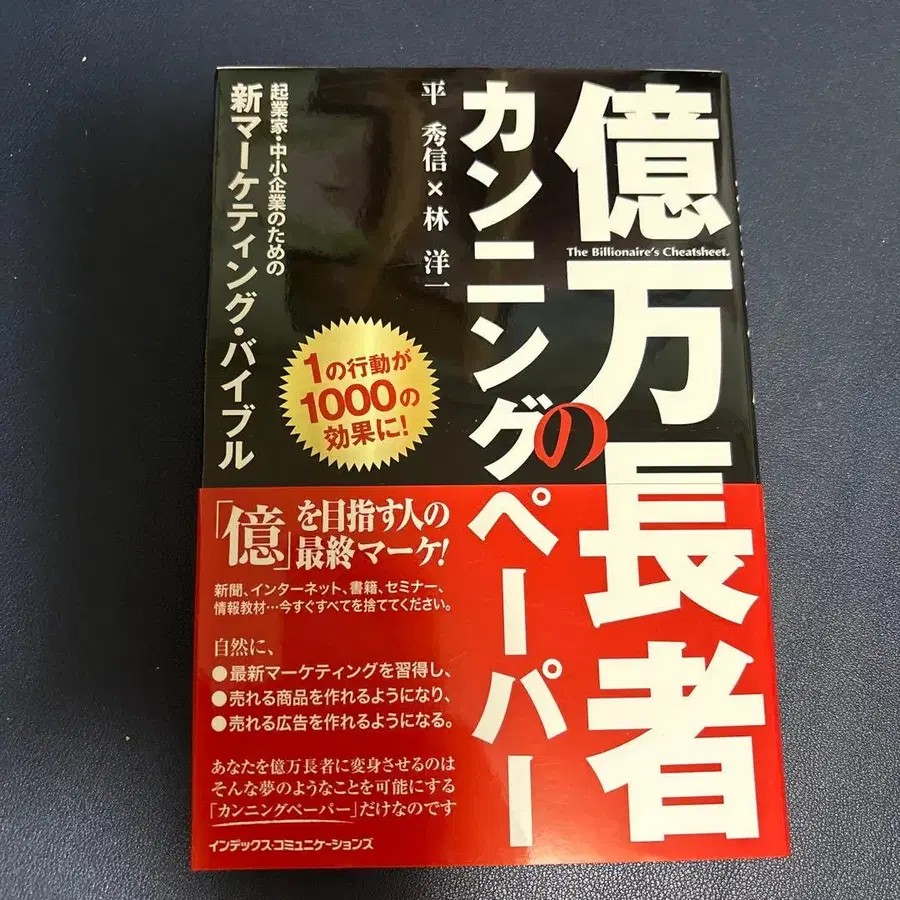 億万長者の
The Billionaire's Cheatsheet.
カンニングペーパー
平 秀信×林 洋一
起業家・中小企業のための
新マーケティング・バイブル
1の行動が
1000の
効果に!
「億」を目指す人の
最終マーケ!
新聞、インターネット、書籍、セミナー、
情報教材…今すぐすべてを捨ててください。
自然に、
●最新マーケティングを習得し、
●売れる商品を作れるようになり、
●売れる広告を作れるようになる。
あなたを億万長者に変身させるのは
そんな夢のようなことを可能にする
「カンニングペーパー」だけなのです
インデックス・コミュニケーションズ